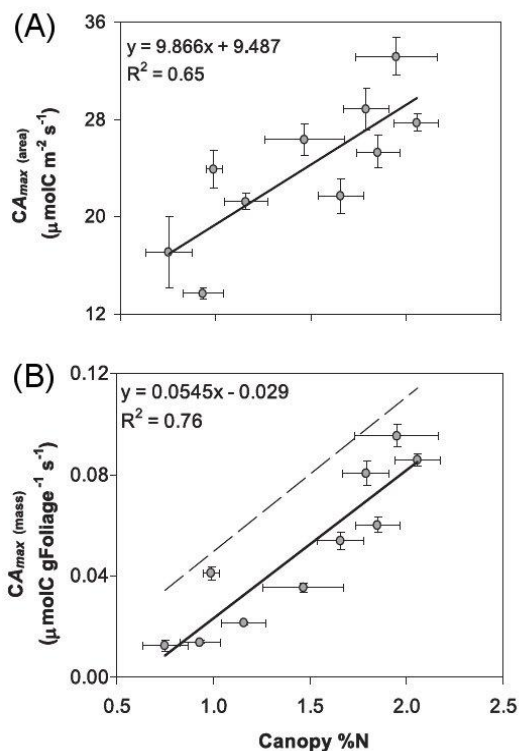 (A)
y = 9.866x + 9.487
R² = 0.65
CAmax (area)
(μmolC m⁻² s⁻¹)
36
28
20
12
(B)
y = 0.0545x - 0.029
R² = 0.76
CAmax (mass)
(μmolC gFoliage⁻¹ s⁻¹)
0.12
0.08
0.04
0.00
0.5 1.0 1.5 2.0 2.5
Canopy %N